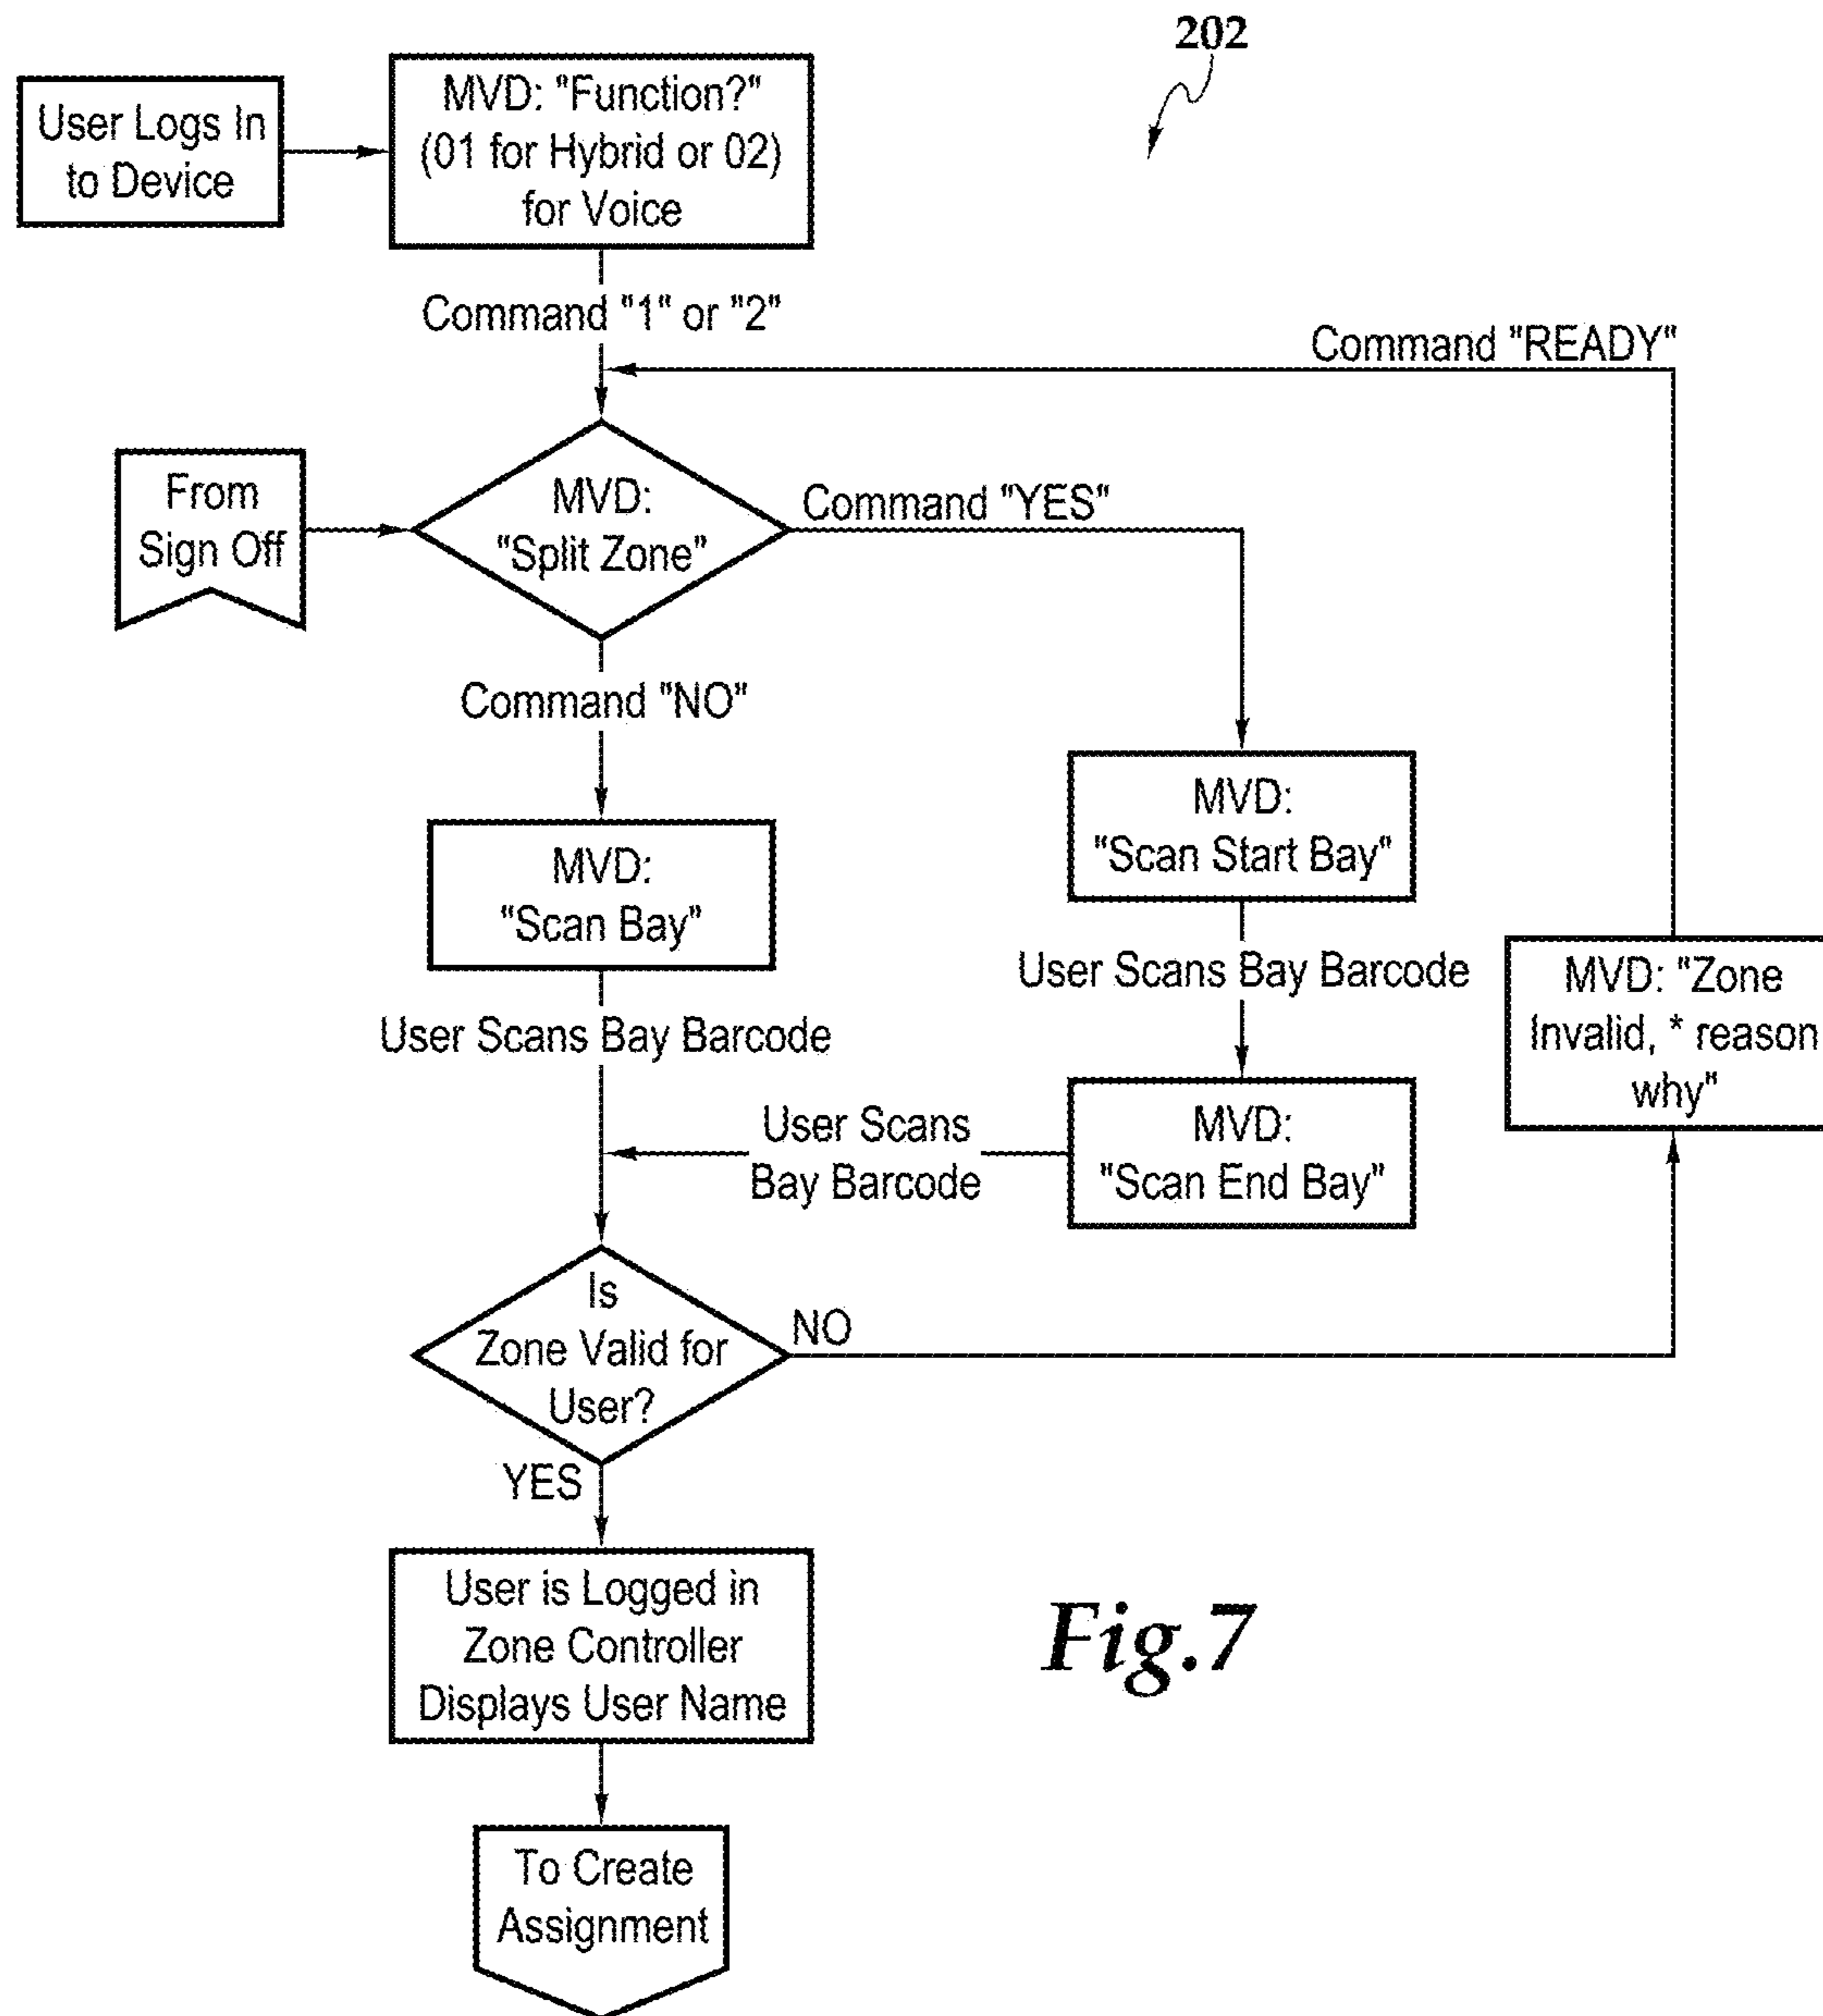 202
User Logs In
to Device
MVD: "Function?"
(01 for Hybrid or 02)
for Voice
Command "1" or "2"
Command "READY"
From
Sign Off
MVD:
"Split Zone"
Command "YES"
Command "NO"
MVD:
"Scan Bay"
MVD:
"Scan Start Bay"
User Scans Bay Barcode
User Scans Bay Barcode
MVD: "Zone
Invalid, * reason
why"
User Scans
Bay Barcode
MVD:
"Scan End Bay"
Is
Zone Valid for
User?
NO
YES
User is Logged in
Zone Controller
Displays User Name
Fig.7
To Create
Assignment